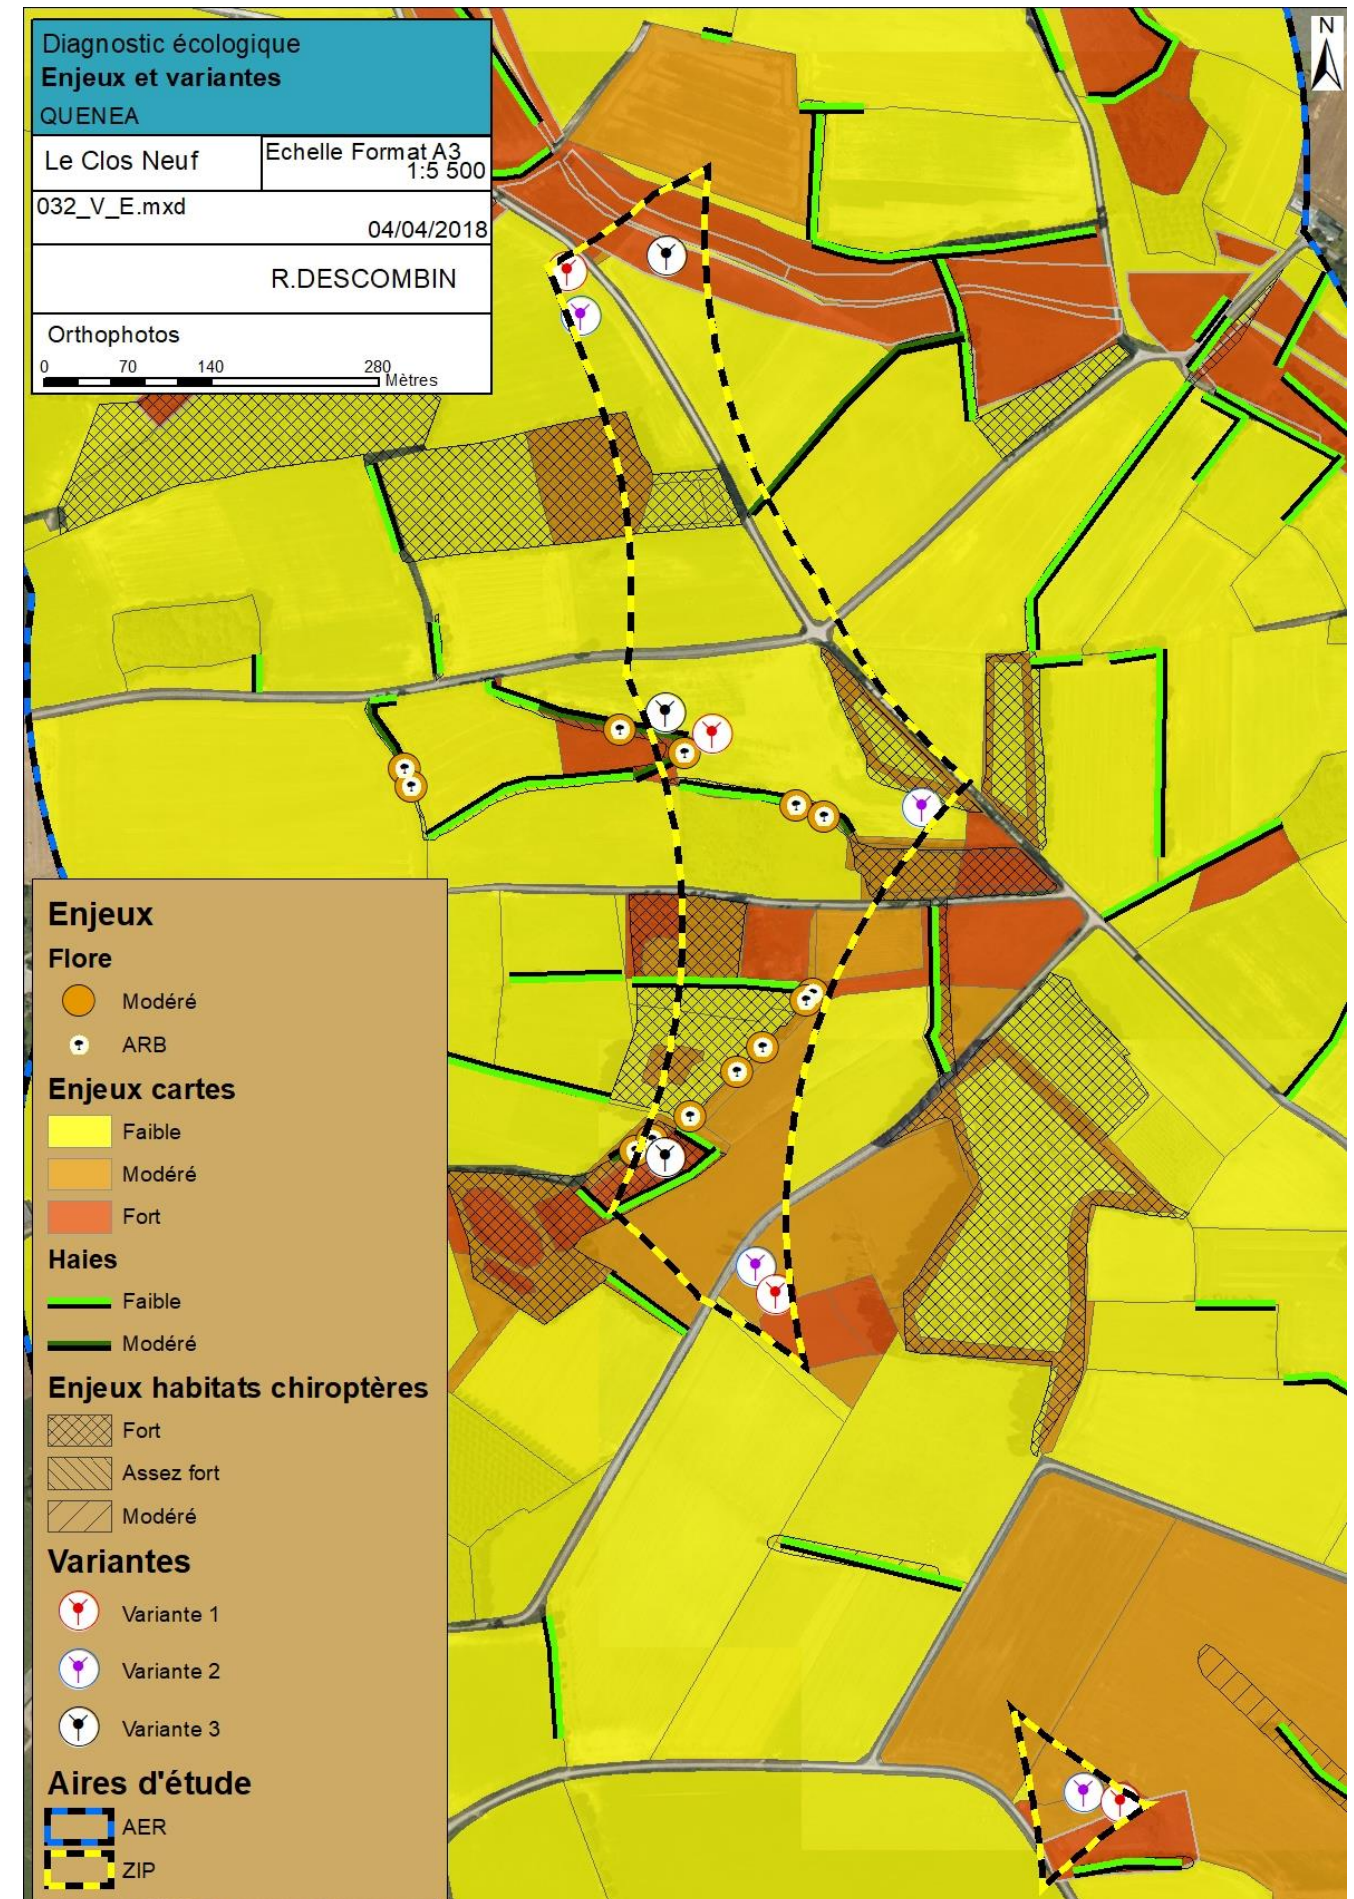 Diagnostic écologique
Enjeux et variantes
QUENEA
Le Clos Neuf
Echelle Format A3
1:5 500
032_V_E.mxd
04/04/2018
R.DESCOMBIN
Orthophotos
0 70 140 280
Mètres
N
Enjeux
Flore
Modéré
ARB
Enjeux cartes
Faible
Modéré
Fort
Haies
Faible
Modéré
Enjeux habitats chiroptères
Fort
Assez fort
Modéré
Variantes
Variante 1
Variante 2
Variante 3
Aires d'étude
AER
ZIP